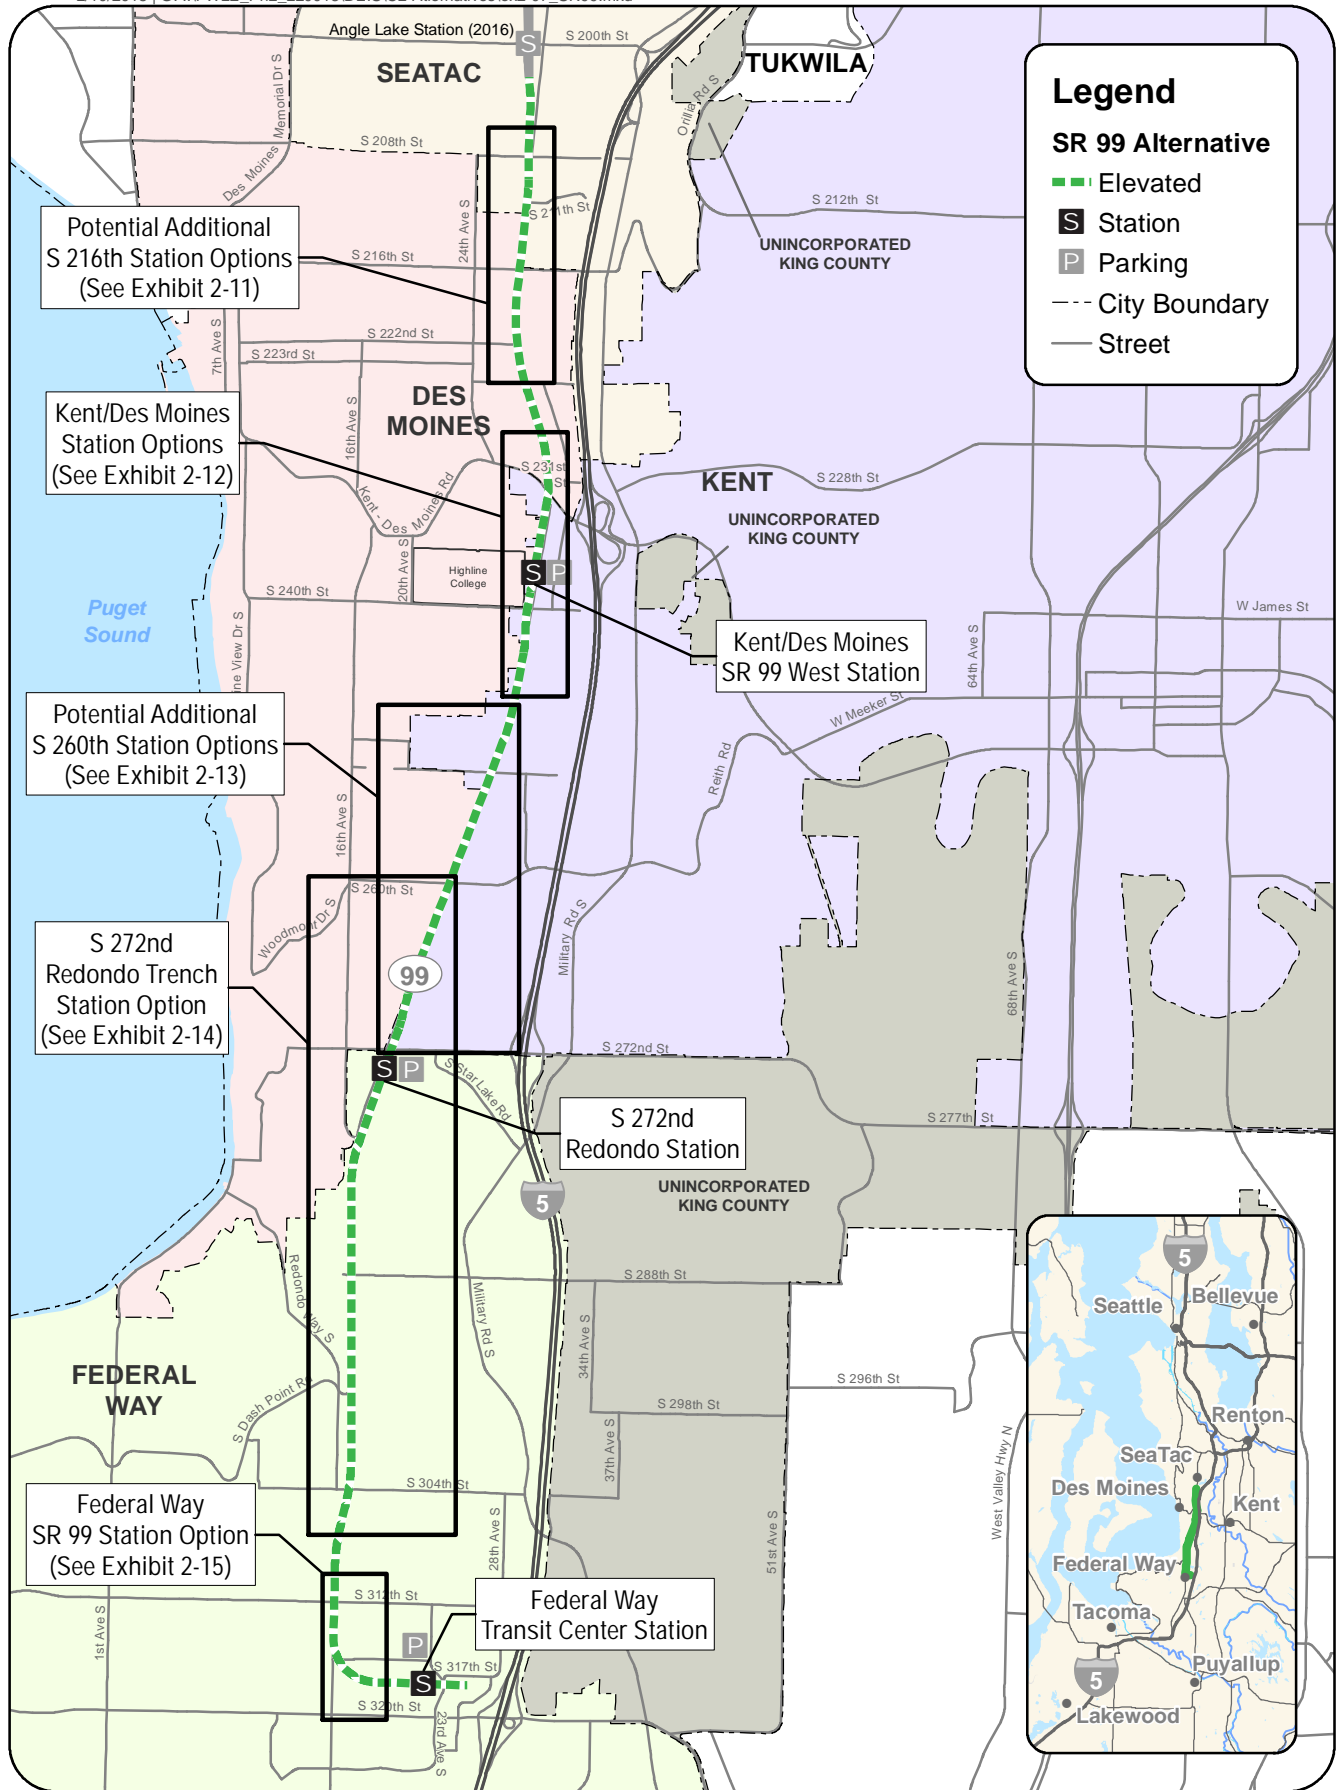 Angle Lake Station (2016)
S
S 200th St
SEATAC
TUKWILA
Legend
SR 99 Alternative
Elevated
S Station
P Parking
City Boundary
Street
Des Moines Memorial Dr S
S 208th St
Orillia Rd S
S 212th St
UNINCORPORATED
KING COUNTY
24th Ave S
S 211th St
S 216th St
Potential Additional
S 216th Station Options
(See Exhibit 2-11)
7th Ave S
S 222nd St
S 223rd St
DES
MOINES
16th Ave S
Kent/Des Moines
Station Options
(See Exhibit 2-12)
S 231st
St
Kent - Des Moines Rd
KENT
S 228th St
UNINCORPORATED
KING COUNTY
20th Ave S
Highline
College
S P
S 240th St
Puget
Sound
W James St
64th Ave S
Kent/Des Moines
SR 99 West Station
W Meeker St
Reith Rd
Potential Additional
S 260th Station Options
(See Exhibit 2-13)
16th Ave S
S 260th St
Woodmont Dr S
Military Rd S
68th Ave S
S 272nd
Redondo Trench
Station Option
(See Exhibit 2-14)
99
S 272nd St
S P
S Star Lake Rd
S 277th St
S 272nd
Redondo Station
5
UNINCORPORATED
KING COUNTY
Redondo Way S
S 288th St
Military Rd S
34th Ave S
FEDERAL
WAY
S Dash Point Rd
S 296th St
S 298th St
37th Ave S
West Valley Hwy N
S 304th St
28th Ave S
51st Ave S
Federal Way
SR 99 Station Option
(See Exhibit 2-15)
S 312th St
1st Ave S
Federal Way
Transit Center Station
P
S 317th St
S
S 320th St
23rd Ave S
5
Seattle
Bellevue
Renton
SeaTac
Des Moines
Kent
Federal Way
Tacoma
Puyallup
5
Lakewood